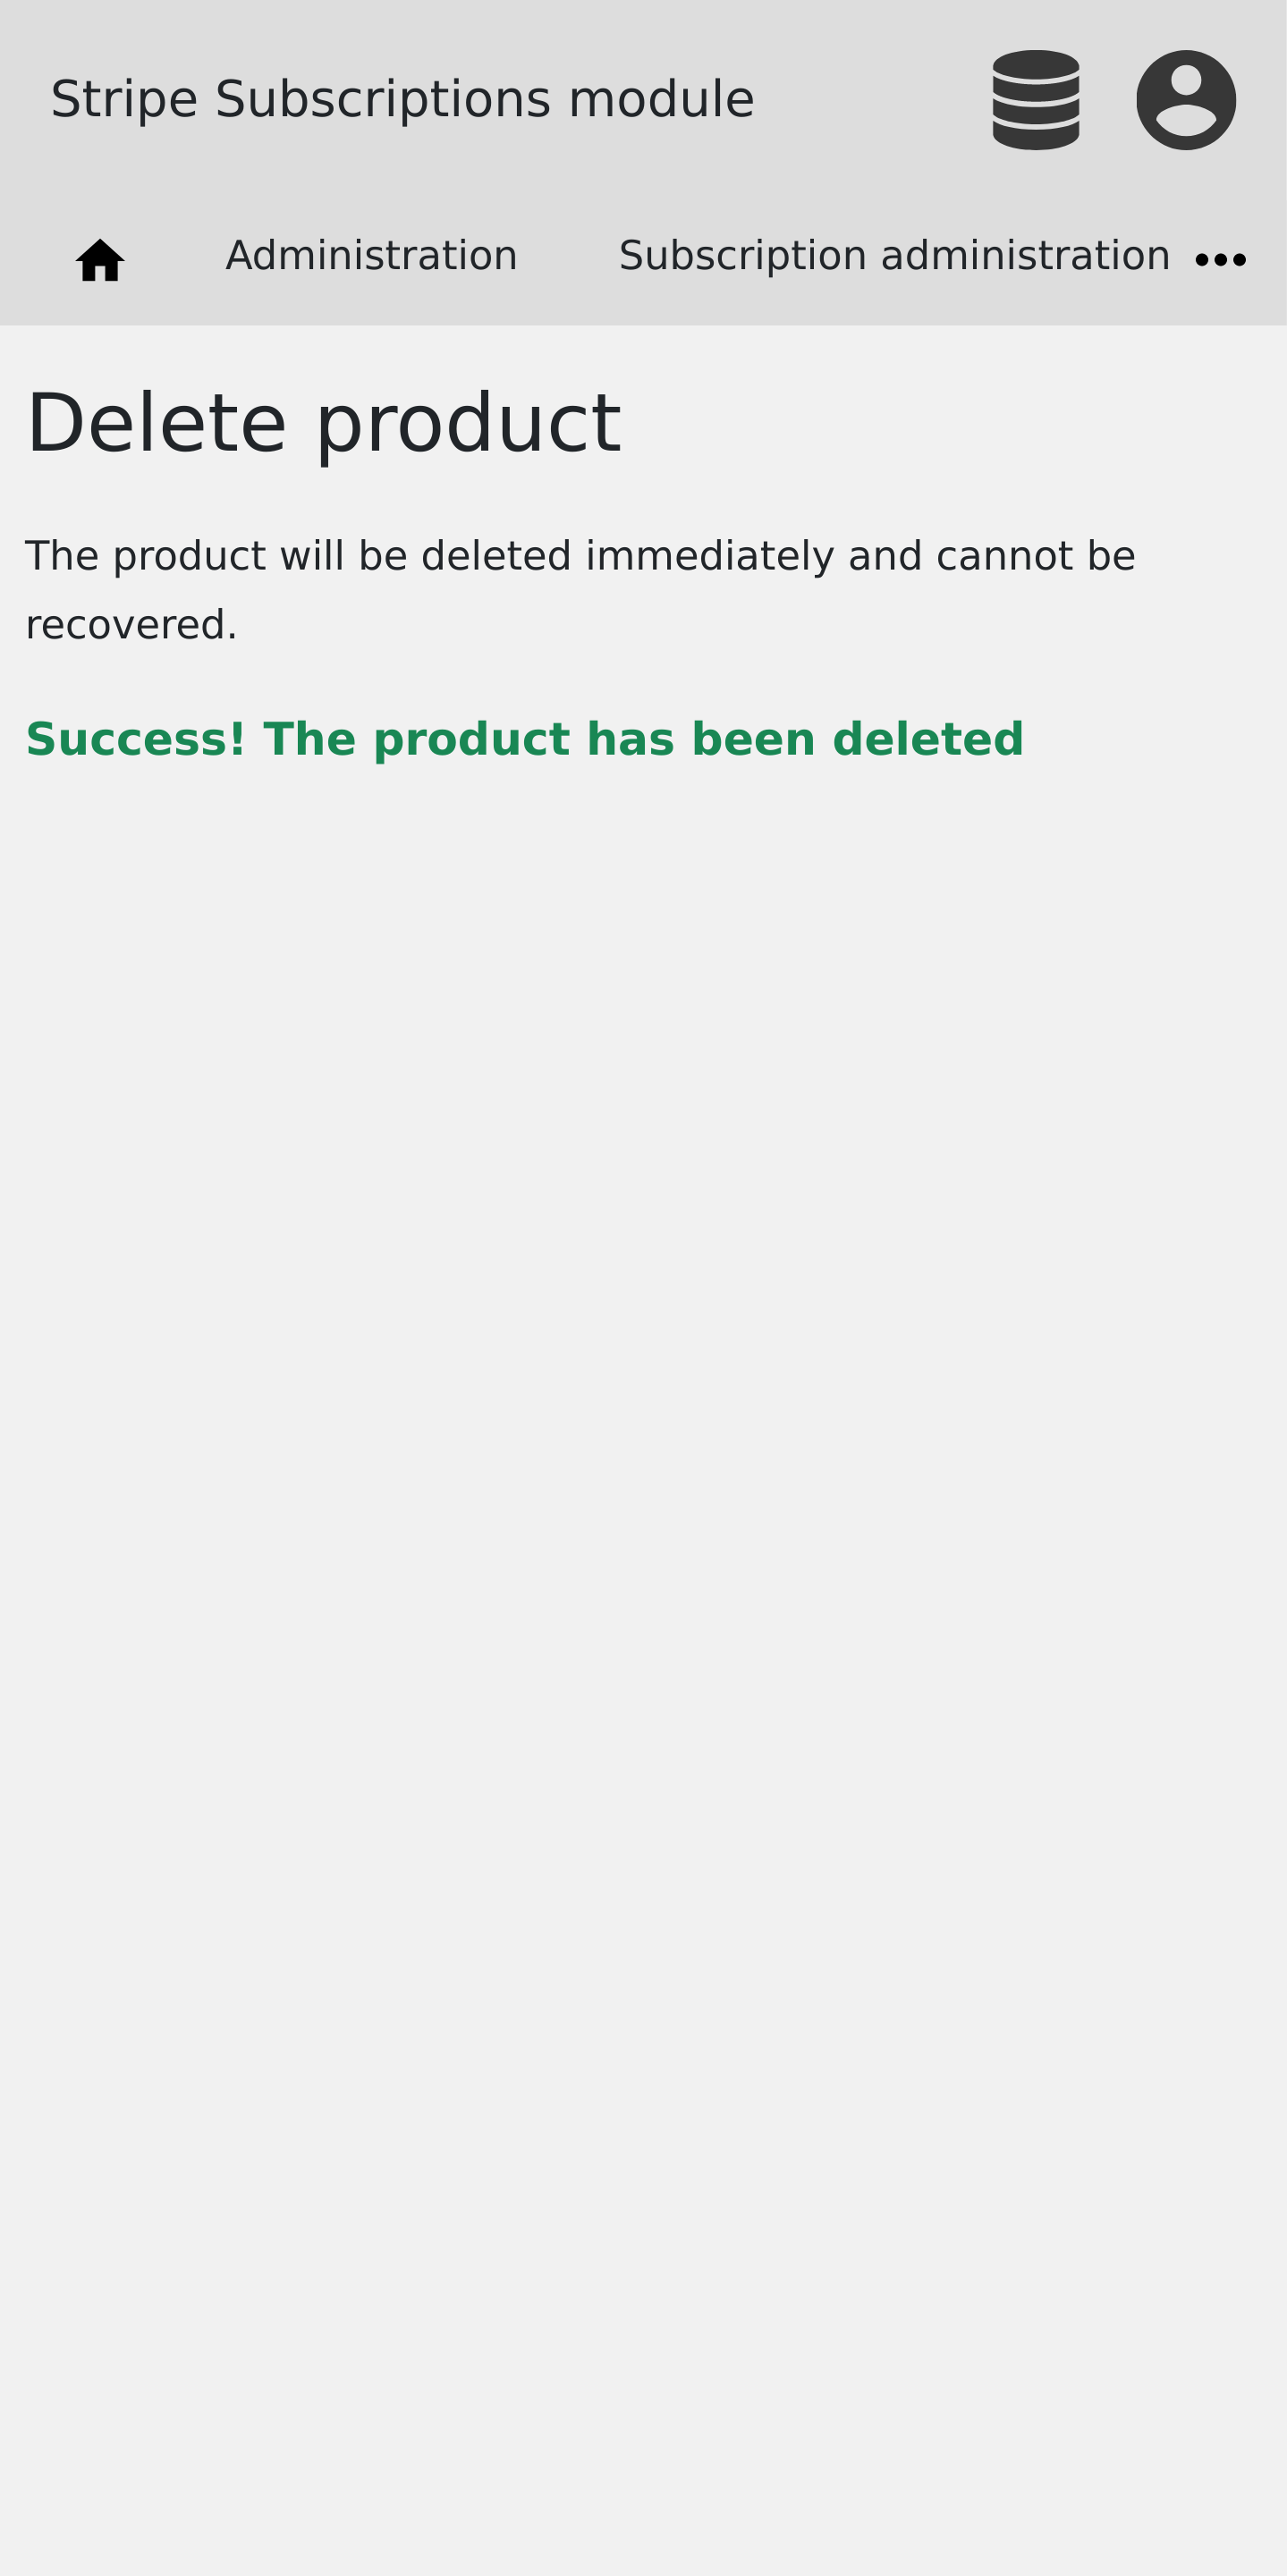 Stripe Subscriptions module
Administration Subscription administration
Delete product
The product will be deleted immediately and cannot be
recovered.
Success! The product has been deleted